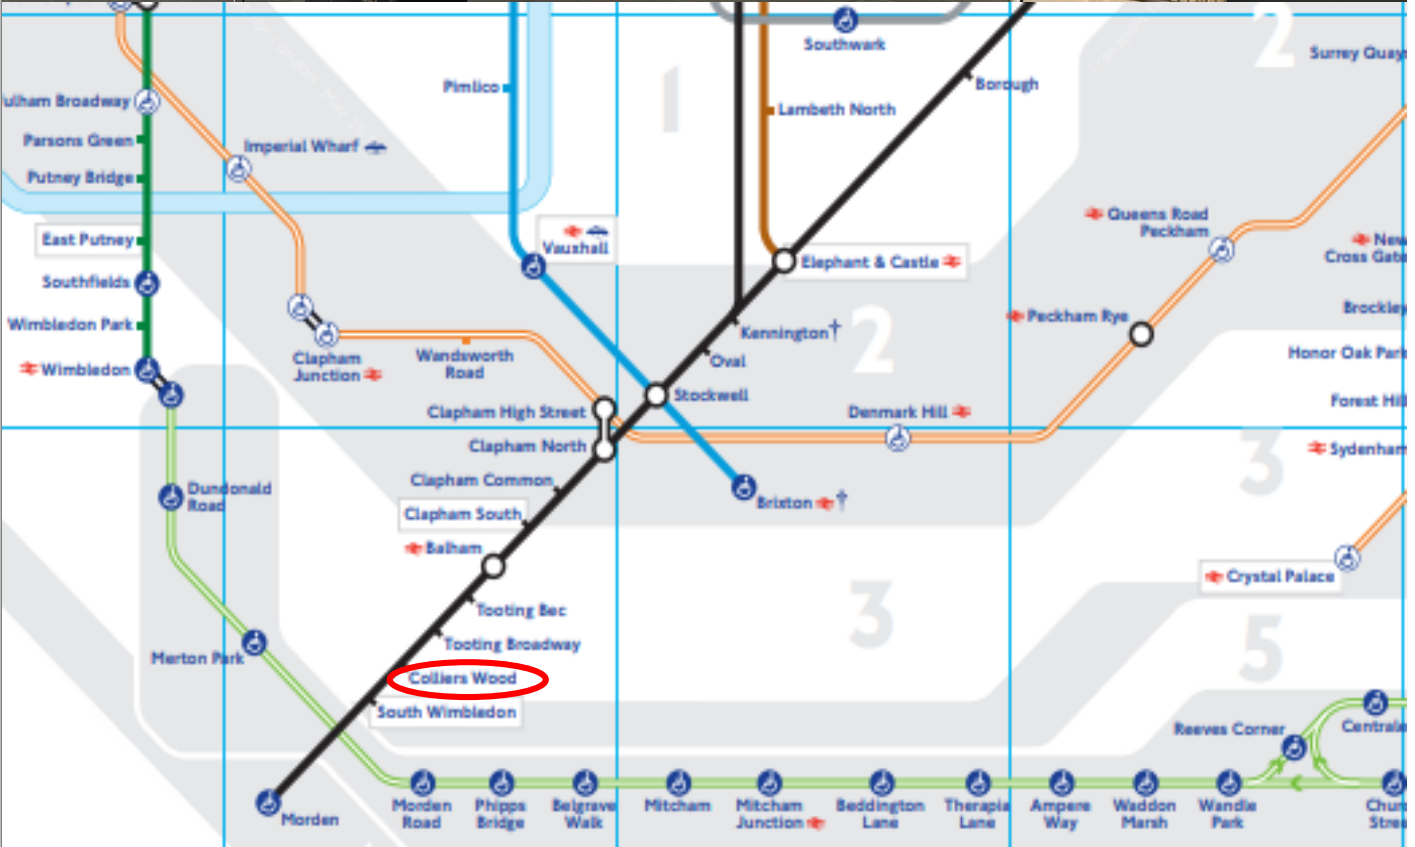 2
Southwark
Surrey Quay
Pimlico
1
Borough
ulham Broadway
Lambeth North
Parsons Green
Imperial Wharf
Putney Bridge
Queens Road
Peckham
East Putney
Vauxhall
New
Cross Gate
Elephant & Castle
Southfields
Brockley
Wimbledon Park
Peckham Rye
Kennington†
2
Clapham
Junction
Wandsworth
Road
Oval
Honor Oak Park
Wimbledon
Stockwell
Forest Hill
Clapham High Street
Denmark Hill
Clapham North
3
Sydenham
Clapham Common
Dundonald
Road
Brixton †
Clapham South
Balham
Crystal Palace
Tooting Bec
3
Tooting Broadway
5
Merton Park
Colliers Wood
South Wimbledon
Reeves Corner
Centrale
Morden
Morden
Road
Phipps
Bridge
Belgrave
Walk
Mitcham
Mitcham
Junction
Beddington
Lane
Therapia
Lane
Ampere
Way
Waddon
Marsh
Wandle
Park
Chur
Stree